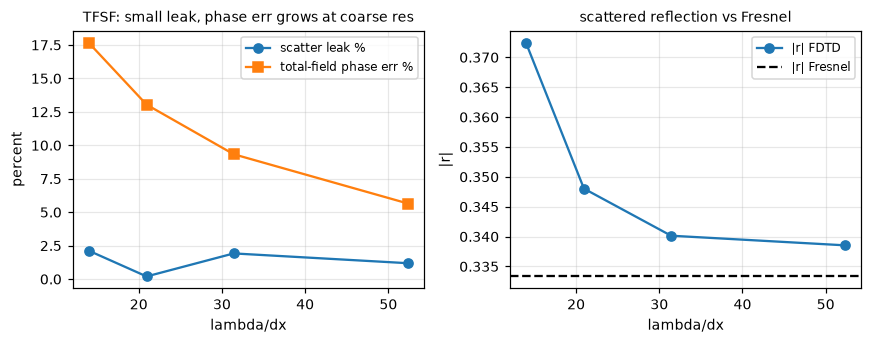 TFSF: small leak, phase err grows at coarse res
scatter leak %
total-field phase err %
17.5
15.0
12.5
10.0
7.5
5.0
2.5
0.0
percent
20
30
40
50
lambda/dx
scattered reflection vs Fresnel
|r| FDTD
|r| Fresnel
0.370
0.365
0.360
0.355
0.350
0.345
0.340
0.335
|r|
20
30
40
50
lambda/dx